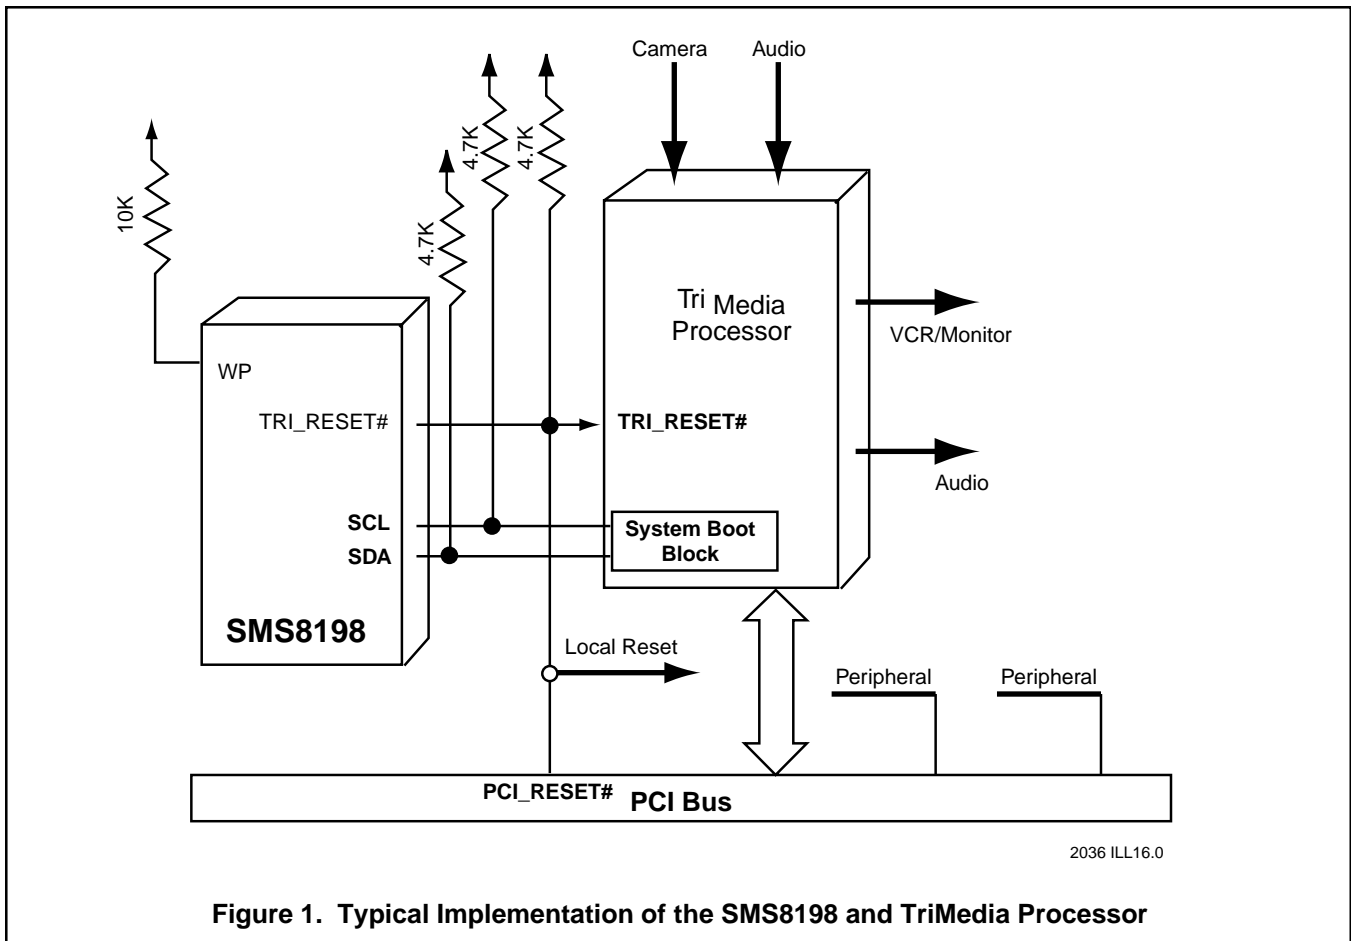 Camera
Audio
4.7K
4.7K
10K
4.7K
Tri Media
Processor
VCR/Monitor
WP
TRI_RESET#
TRI_RESET#
Audio
SCL
SDA
System Boot
Block
SMS8198
Local Reset
Peripheral
Peripheral
PCI_RESET# PCI Bus
2036 ILL16.0
Figure 1. Typical Implementation of the SMS8198 and TriMedia Processor